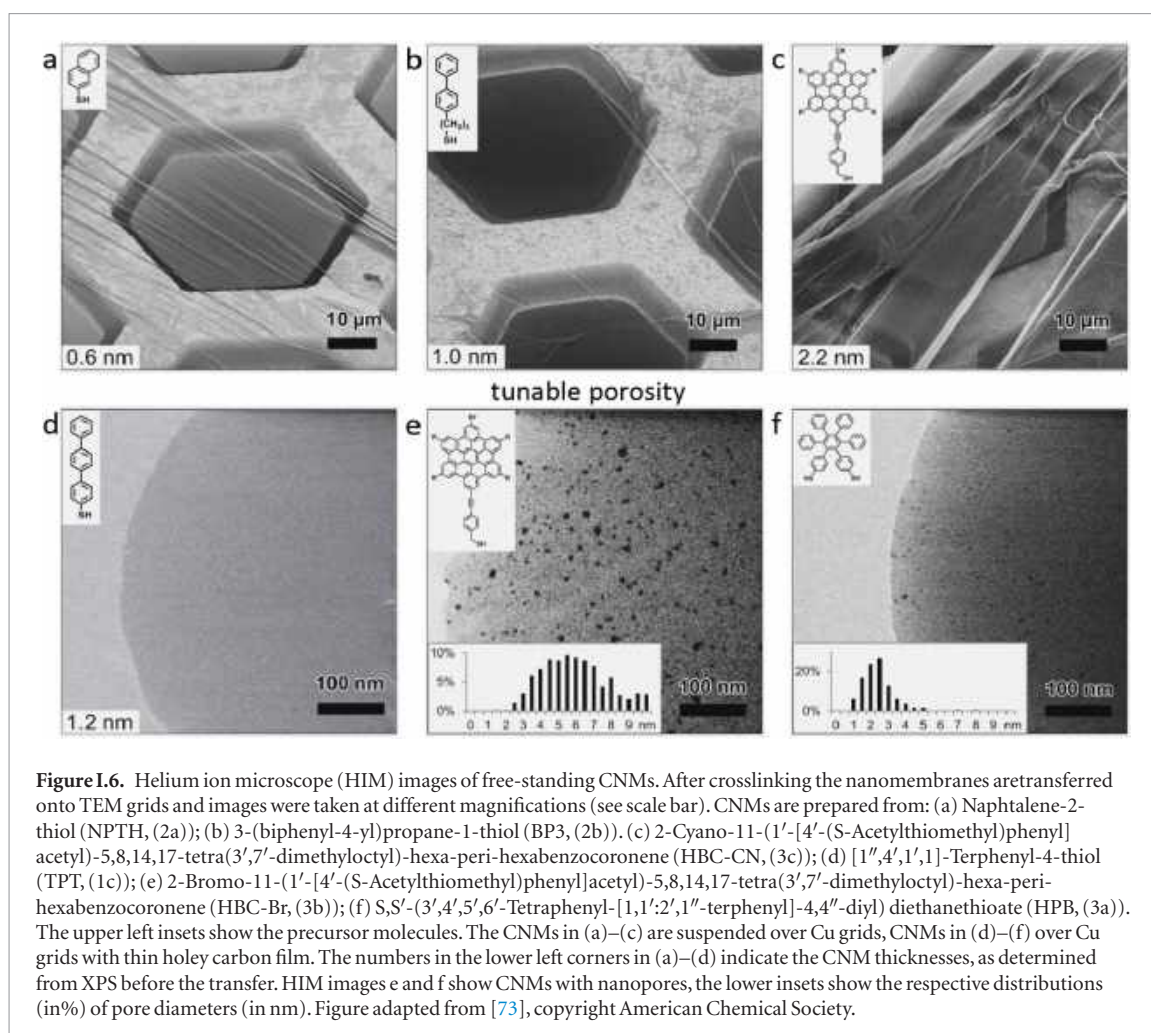 a
SH
10 µm
0.6 nm
b
(CH₂)₃
SH
10 µm
1.0 nm
c
10 µm
2.2 nm
tunable porosity
d
SH
100 nm
1.2 nm
e
SH
10%
5%
0%
0 1 2 3 4 5 6 7 8 9 nm
100 nm
f
20%
0%
0 1 2 3 4 5 6 7 8 9 nm
100 nm
Figure I.6. Helium ion microscope (HIM) images of free-standing CNMs. After crosslinking the nanomembranes aretransferred
onto TEM grids and images were taken at different magnifications (see scale bar). CNMs are prepared from: (a) Naphtalene-2-
thiol (NPTH, (2a)); (b) 3-(biphenyl-4-yl)propane-1-thiol (BP3, (2b)). (c) 2-Cyano-11-(1′-[4′-(S-Acetylthiomethyl)phenyl]
acetyl)-5,8,14,17-tetra(3′,7′-dimethyloctyl)-hexa-peri-hexabenzocoronene (HBC-CN, (3c)); (d) [1″,4′,1′,1]-Terphenyl-4-thiol
(TPT, (1c)); (e) 2-Bromo-11-(1′-[4′-(S-Acetylthiomethyl)phenyl]acetyl)-5,8,14,17-tetra(3′,7′-dimethyloctyl)-hexa-peri-
hexabenzocoronene (HBC-Br, (3b)); (f) S,S′-(3′,4′,5′,6′-Tetraphenyl-[1,1′:2′,1″-terphenyl]-4,4″-diyl) diethanethioate (HPB, (3a)).
The upper left insets show the precursor molecules. The CNMs in (a)–(c) are suspended over Cu grids, CNMs in (d)–(f) over Cu
grids with thin holey carbon film. The numbers in the lower left corners in (a)–(d) indicate the CNM thicknesses, as determined
from XPS before the transfer. HIM images e and f show CNMs with nanopores, the lower insets show the respective distributions
(in%) of pore diameters (in nm). Figure adapted from [73], copyright American Chemical Society.